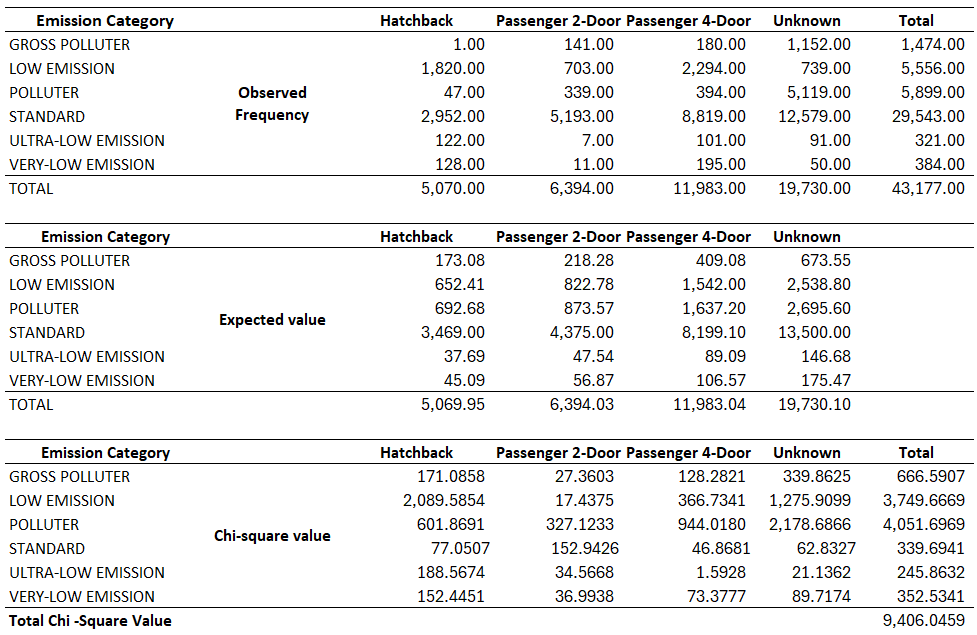 Emission Category Hatchback Passenger 2-Door Passenger 4-Door Unknown Total
GROSS POLLUTER 1.00 141.00 180.00 1,152.00 1,474.00
LOW EMISSION 1,820.00 703.00 2,294.00 739.00 5,556.00
POLLUTER Observed 47.00 339.00 394.00 5,119.00 5,899.00
STANDARD Frequency 2,952.00 5,193.00 8,819.00 12,579.00 29,543.00
ULTRA-LOW EMISSION 122.00 7.00 101.00 91.00 321.00
VERY-LOW EMISSION 128.00 11.00 195.00 50.00 384.00
TOTAL 5,070.00 6,394.00 11,983.00 19,730.00 43,177.00
Emission Category Hatchback Passenger 2-Door Passenger 4-Door Unknown
GROSS POLLUTER 173.08 218.28 409.08 673.55
LOW EMISSION 652.41 822.78 1,542.00 2,538.80
POLLUTER 692.68 873.57 1,637.20 2,695.60
Expected value
STANDARD 3,469.00 4,375.00 8,199.10 13,500.00
ULTRA-LOW EMISSION 37.69 47.54 89.09 146.68
VERY-LOW EMISSION 45.09 56.87 106.57 175.47
TOTAL 5,069.95 6,394.03 11,983.04 19,730.10
Emission Category Hatchback Passenger 2-Door Passenger 4-Door Unknown Total
GROSS POLLUTER 171.0858 27.3603 128.2821 339.8625 666.5907
LOW EMISSION 2,089.5854 17.4375 366.7341 1,275.9099 3,749.6669
POLLUTER 601.8691 327.1233 944.0180 2,178.6866 4,051.6969
Chi-square value
STANDARD 77.0507 152.9426 46.8681 62.8327 339.6941
ULTRA-LOW EMISSION 188.5674 34.5668 1.5928 21.1362 245.8632
VERY-LOW EMISSION 152.4451 36.9938 73.3777 89.7174 352.5341
Total Chi -Square Value 9,406.0459